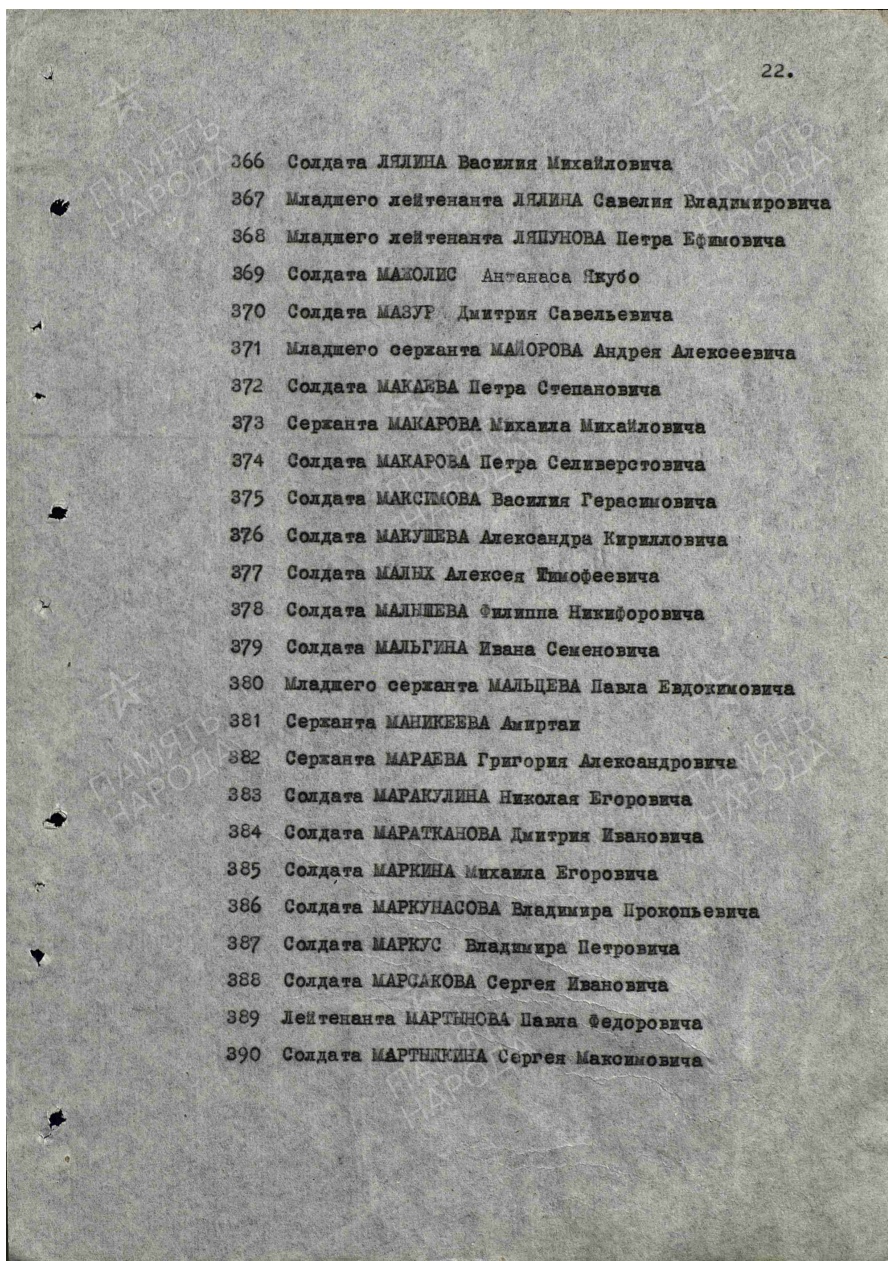 22.
366 Солдата ЛЯЛИНА Василия Михайловича
367 Младшего лейтенанта ЛЯЛИНА Савелия Владимировича
368 Младшего лейтенанта ЛЯПУНОВА Петра Ефимовича
369 Солдата МАЖОЛИС Антанаса Якубо
370 Солдата МАЗУР Дмитрия Савельевича
371 Младшего сержанта МАЙОРОВА Андрея Алексеевича
372 Солдата МАКАЕВА Петра Степановича
373 Сержанта МАКАРОВА Михаила Михайловича
374 Солдата МАКАРОВА Петра Селиверстовича
375 Солдата МАКСИМОВА Василия Герасимовича
376 Солдата МАКУШЕВА Александра Кирилловича
377 Солдата МАЛЫХ Алексея Тимофеевича
378 Солдата МАЛЫШЕВА Филиппа Никифоровича
379 Солдата МАЛЬГИНА Ивана Семеновича
380 Младшего сержанта МАЛЬЦЕВА Павла Евдокимовича
381 Сержанта МАНИКЕЕВА Амиртаи
382 Сержанта МАРАЕВА Григория Александровича
383 Солдата МАРАКУЛИНА Николая Егоровича
384 Солдата МАРАТКАНОВА Дмитрия Ивановича
385 Солдата МАРКИНА Михаила Егоровича
386 Солдата МАРКУНАСОВА Владимира Прокопьевича
387 Солдата МАРКУС Владимира Петровича
388 Солдата МАРСАКОВА Сергея Ивановича
389 Лейтенанта МАРТЫНОВА Павла Федоровича
390 Солдата МАРТЫШКИНА Сергея Максимовича
ПАМЯТЬ НАРОДА